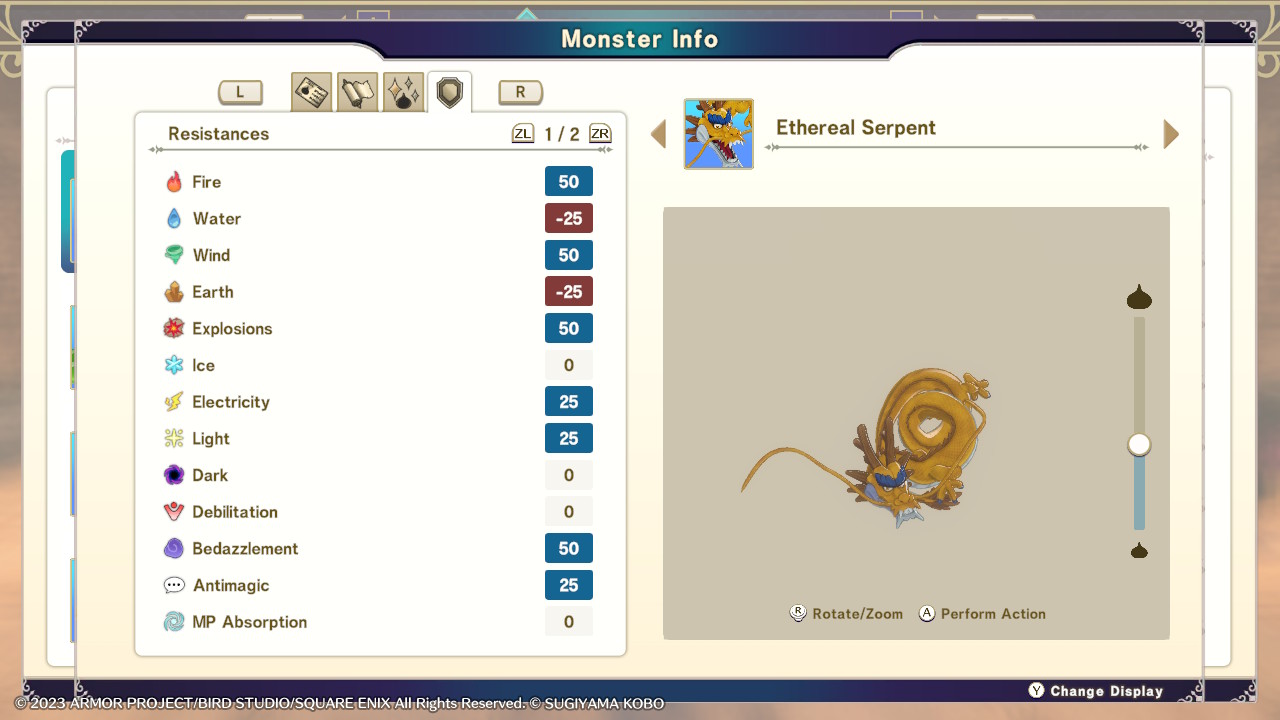 Monster Info
L
R
Resistances
ZL 1 / 2 ZR
Ethereal Serpent
Fire 50
Water -25
Wind 50
Earth -25
Explosions 50
Ice 0
Electricity 25
Light 25
Dark 0
Debilitation 0
Bedazzlement 50
Antimagic 25
MP Absorption 0
R Rotate/Zoom A Perform Action
Y Change Display
© 2023 ARMOR PROJECT/BIRD STUDIO/SQUARE ENIX All Rights Reserved. © SUGIYAMA KOBO